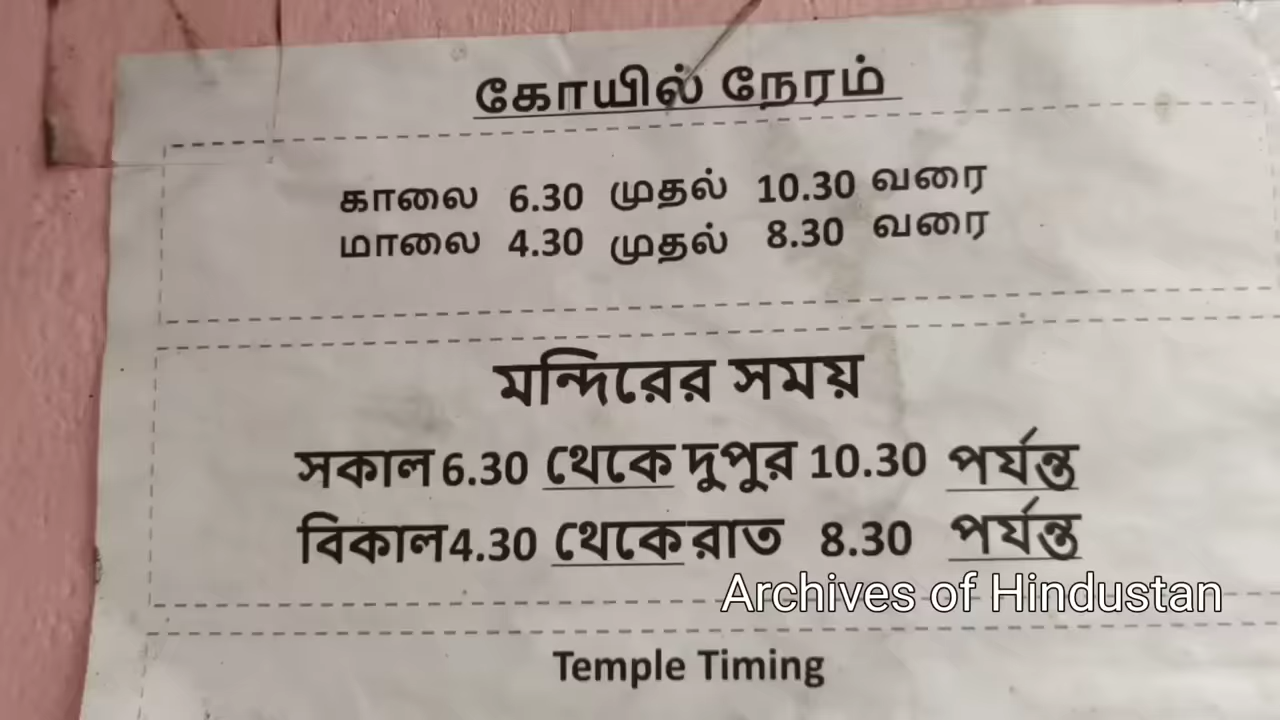 கோயில் நேரம்
காலை 6.30 முதல் 10.30 வரை
மாலை 4.30 முதல் 8.30 வரை
মন্দিরের সময়
সকাল 6.30 থেকে দুপুর 10.30 পর্যন্ত
বিকাল 4.30 থেকে রাত 8.30 পর্যন্ত
Archives of Hindustan
Temple Timing